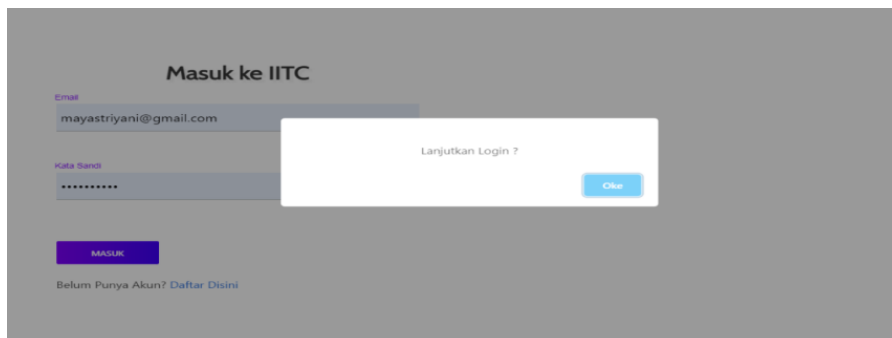 Masuk ke IITC
Email
mayastriyani@gmail.com
Lanjutkan Login ?
Kata Sandi
••••••••••
Oke
MASUK
Belum Punya Akun? Daftar Disini